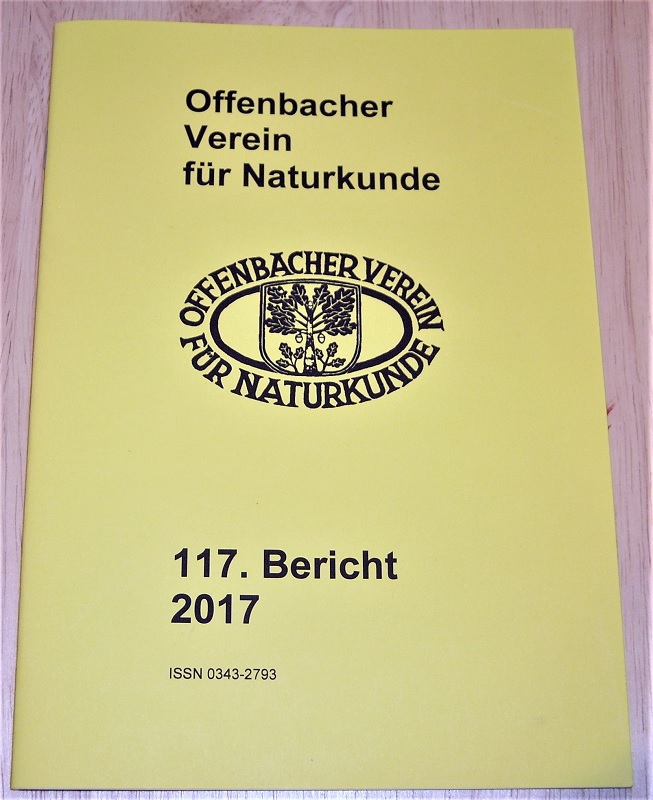 Offenbacher
Verein
für Naturkunde
OFFENBACHER VEREIN
FÜR NATURKUNDE
117. Bericht
2017
ISSN 0343-2793